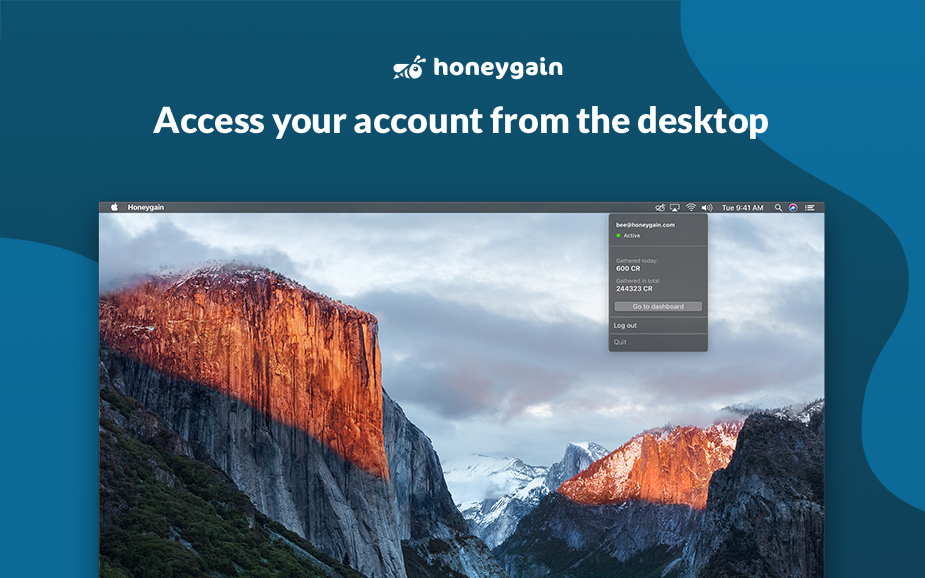 honeygain
Access your account from the desktop
Honeygain
Tue 9:41 AM
bee@honeygain.com
Active
Gathered today:
600 CR
Gathered in total
244323 CR
Go to dashboard
Log out
Quit